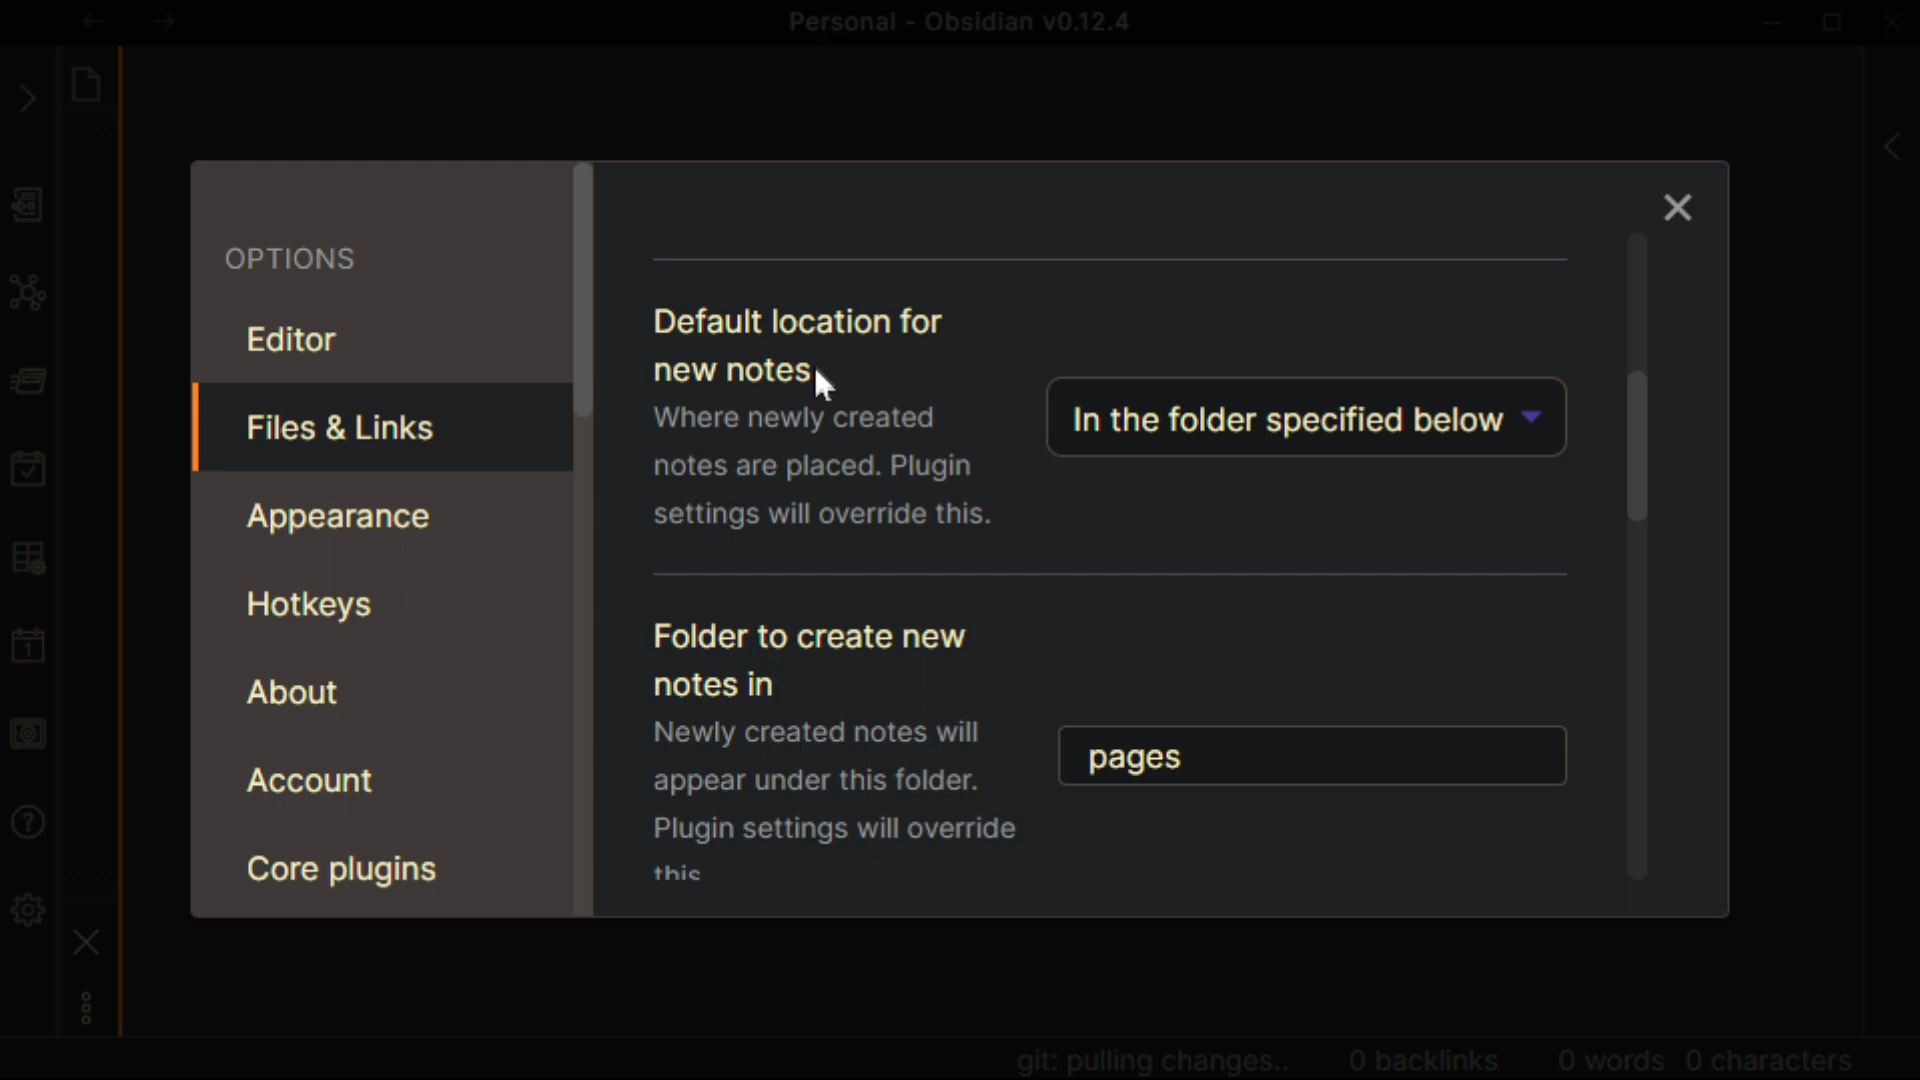 Personal - Obsidian v0.12.4
OPTIONS
Editor
Files & Links
Appearance
Hotkeys
About
Account
Core plugins
Default location for
new notes
Where newly created
notes are placed. Plugin
settings will override this.
In the folder specified below
Folder to create new
notes in
Newly created notes will
appear under this folder.
Plugin settings will override
this
pages
git: pulling changes.. 0 backlinks 0 words 0 characters